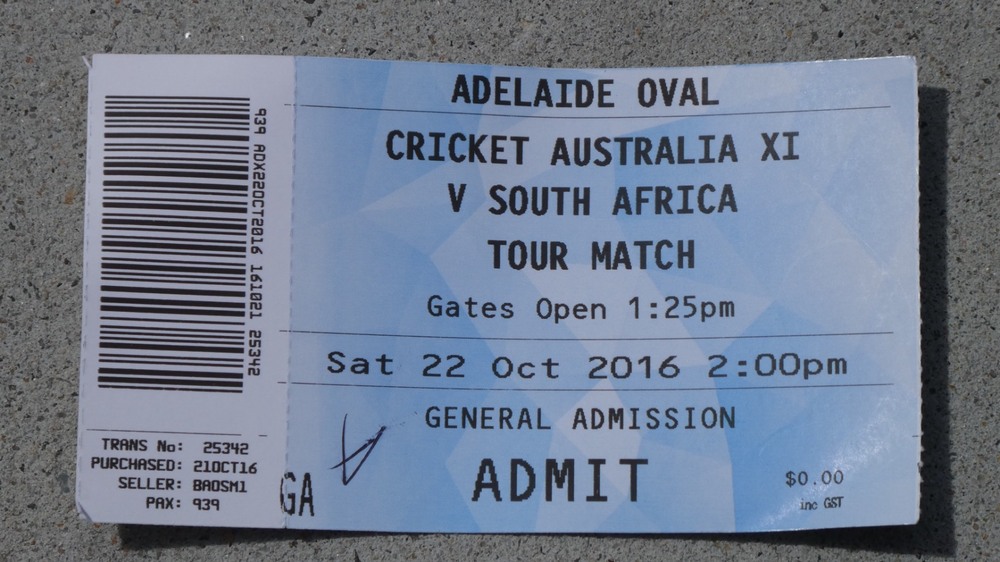 939 ADX22OCT2016 161021 25342
TRANS No: 25342
PURCHASED: 21OCT16
SELLER: BAOSM1
PAX: 939
ADELAIDE OVAL
CRICKET AUSTRALIA XI
V SOUTH AFRICA
TOUR MATCH
Gates Open 1:25pm
Sat 22 Oct 2016 2:00pm
GENERAL ADMISSION
GA ADMIT $0.00
inc GST